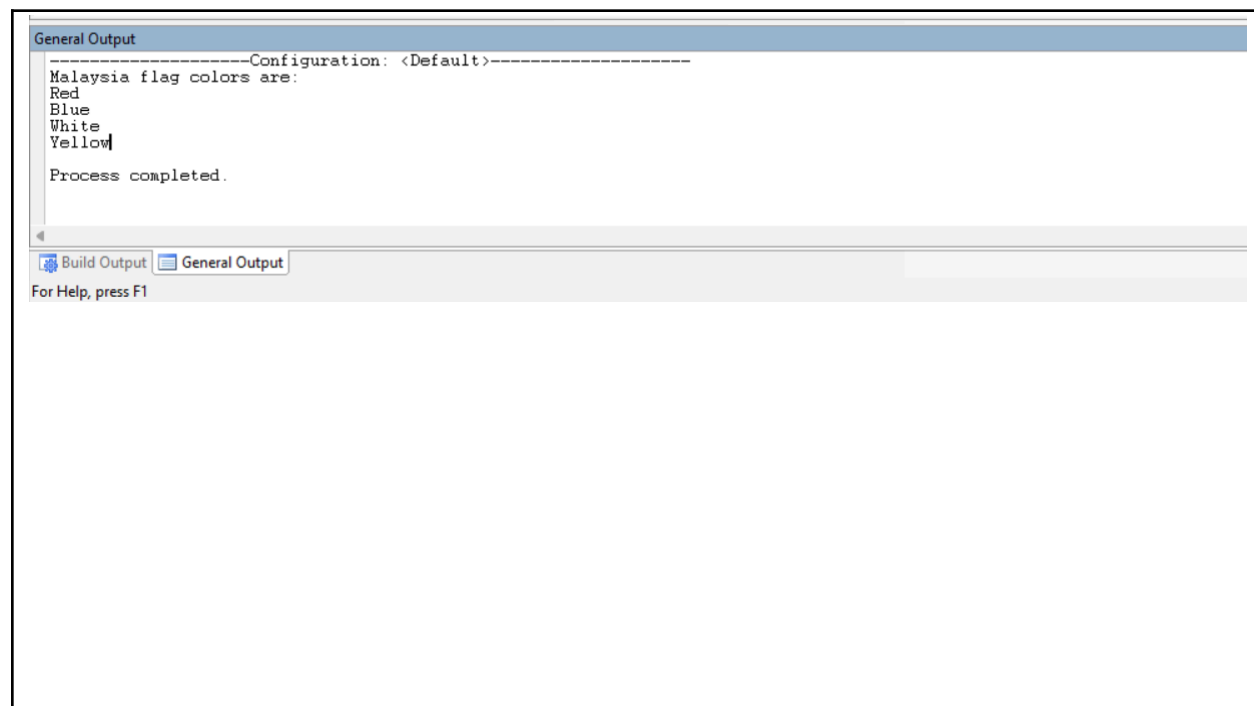 General Output
--------------------Configuration: <Default>--------------------
Malaysia flag colors are:
Red
Blue
White
Yellow
Process completed.
Build Output General Output
For Help, press F1